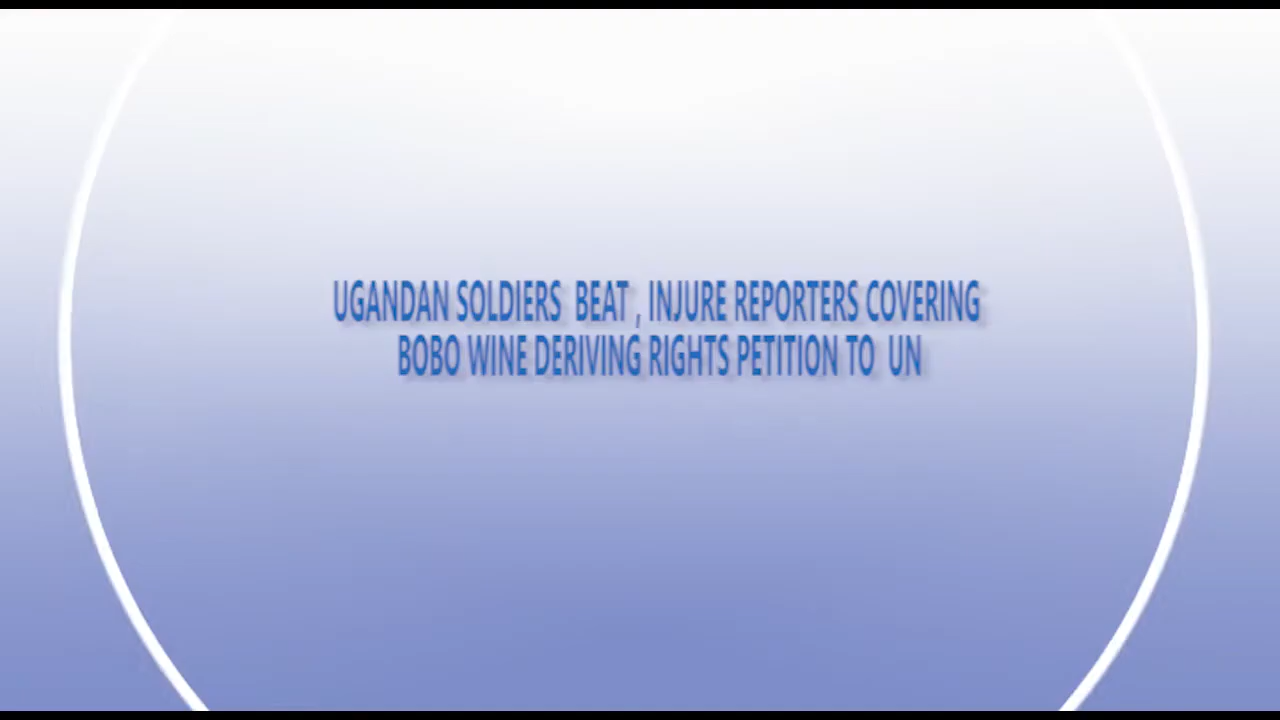 UGANDAN SOLDIERS BEAT , INJURE REPORTERS COVERING
BOBO WINE DERIVING RIGHTS PETITION TO UN